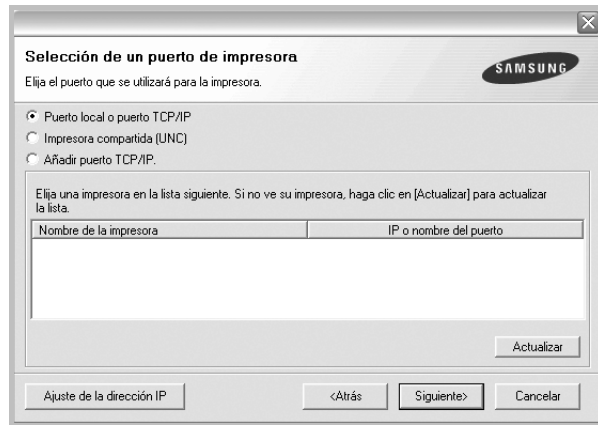 Selección de un puerto de impresora
Elija el puerto que se utilizará para la impresora.
SAMSUNG
Puerto local o puerto TCP/IP
Impresora compartida (UNC)
Añadir puerto TCP/IP.
Elija una impresora en la lista siguiente. Si no ve su impresora, haga clic en [Actualizar] para actualizar
la lista.
Nombre de la impresora IP o nombre del puerto
Actualizar
Ajuste de la dirección IP <Atrás Siguiente> Cancelar